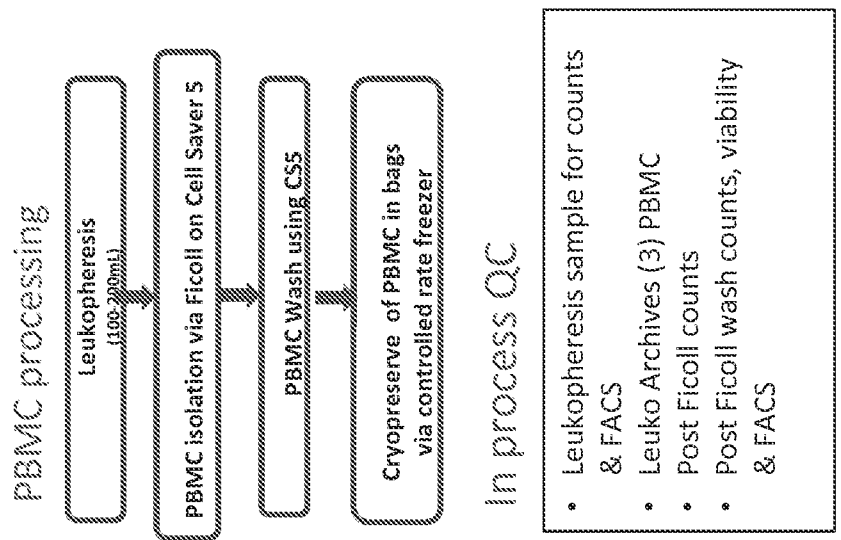 PBMC processing
Leukopheresis
(100-200mL)
PBMC isolation via Ficoll on Cell Saver 5
PBMC Wash using CS5
Cryopreserve of PBMC in bags
via controlled rate freezer
In process QC
• Leukopheresis sample for counts
& FACS
• Leuko Archives (3) PBMC
• Post Ficoll counts
• Post Ficoll wash counts, viability
& FACS